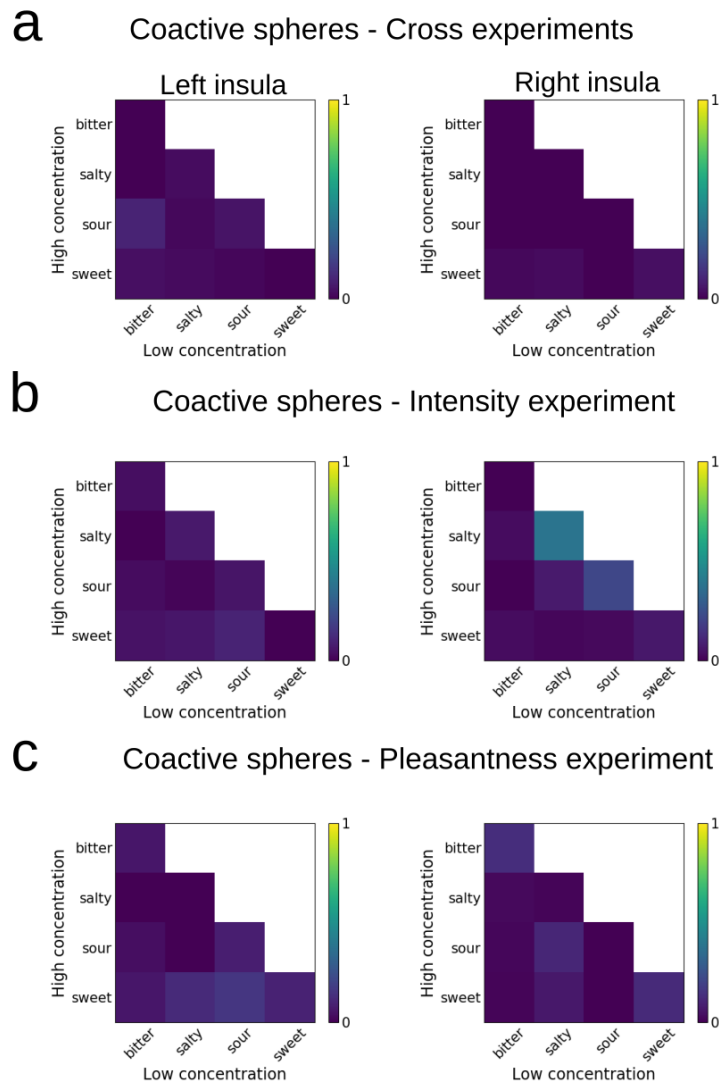 a
Coactive spheres - Cross experiments
Left insula
Right insula
High concentration
bitter
salty
sour
sweet
bitter
salty
sour
sweet
Low concentration
1
0
High concentration
bitter
salty
sour
sweet
bitter
salty
sour
sweet
Low concentration
1
0
b
Coactive spheres - Intensity experiment
High concentration
bitter
salty
sour
sweet
bitter
salty
sour
sweet
Low concentration
1
0
High concentration
bitter
salty
sour
sweet
bitter
salty
sour
sweet
Low concentration
1
0
c
Coactive spheres - Pleasantness experiment
High concentration
bitter
salty
sour
sweet
bitter
salty
sour
sweet
Low concentration
1
0
High concentration
bitter
salty
sour
sweet
bitter
salty
sour
sweet
Low concentration
1
0